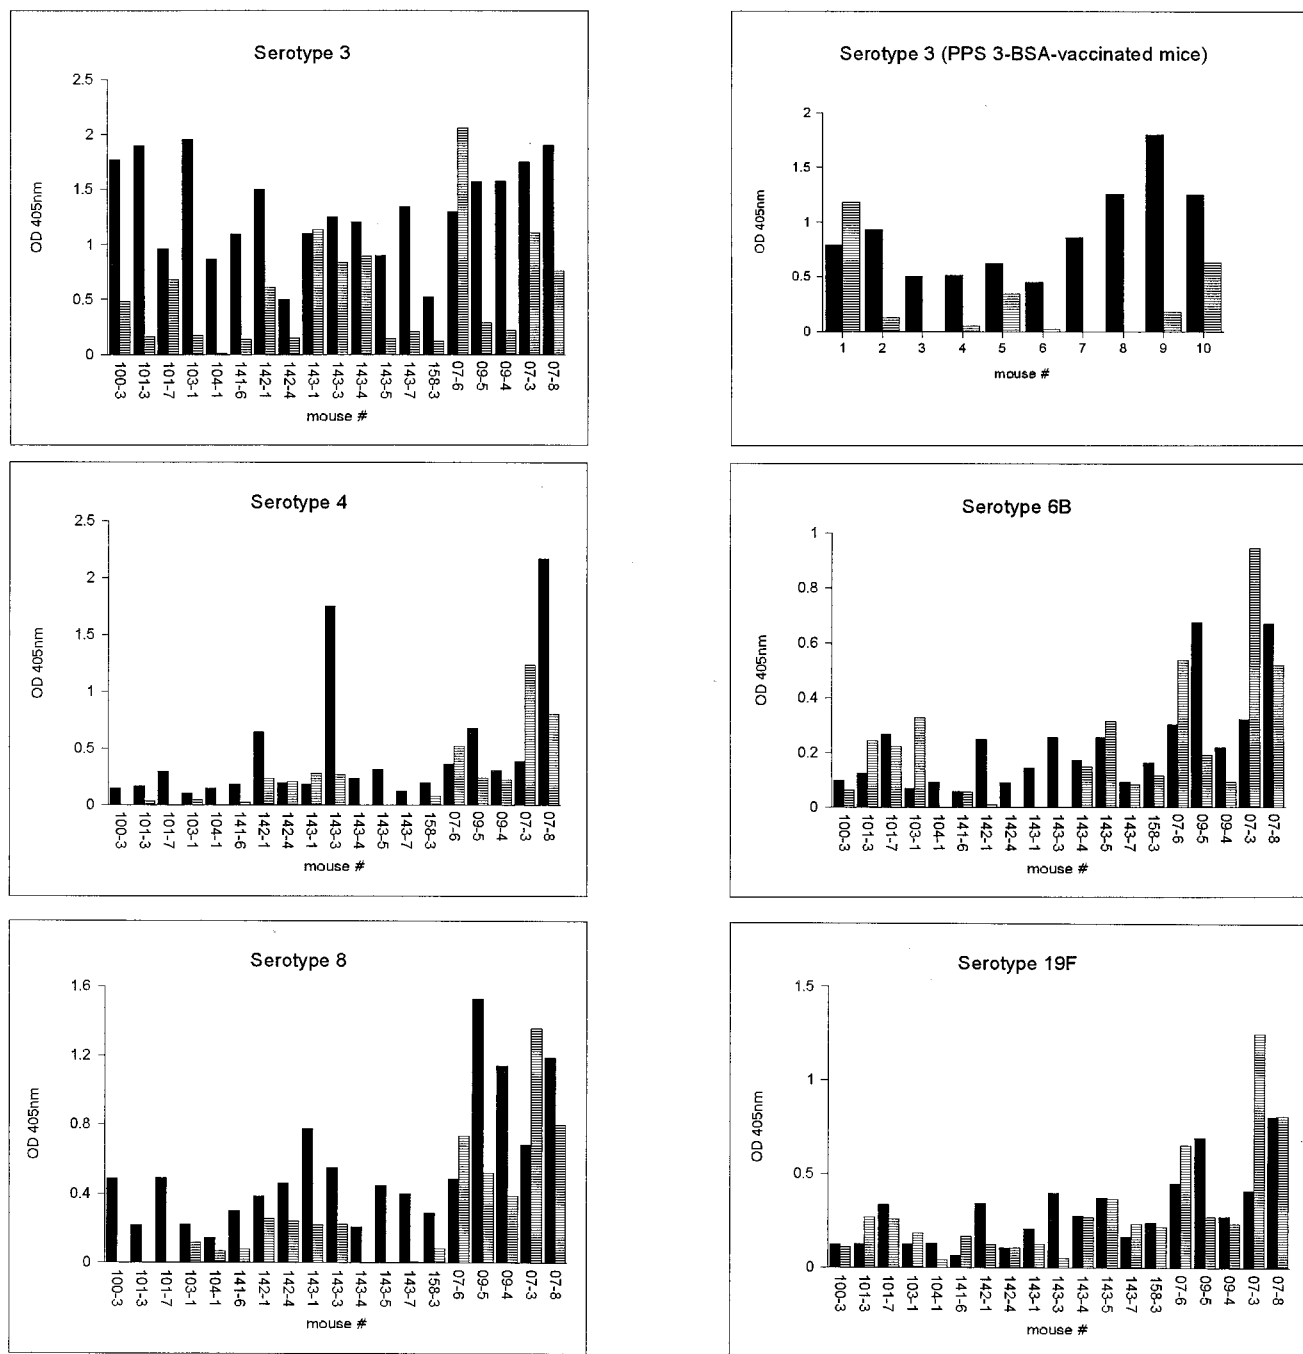 Serotype 3
2.5
2
1.5
1
0.5
0
OD 405nm
100-3 101-3 101-7 103-1 104-1 141-6 142-1 142-4 143-1 143-3 143-4 143-5 143-7 158-3 07-6 09-5 09-4 07-3 07-8
mouse #
Serotype 3 (PPS 3-BSA-vaccinated mice)
2
1.5
1
0.5
0
OD 405nm
1 2 3 4 5 6 7 8 9 10
mouse #
Serotype 4
2.5
2
1.5
1
0.5
0
OD 405nm
100-3 101-3 101-7 103-1 104-1 141-6 142-1 142-4 143-1 143-3 143-4 143-5 143-7 158-3 07-6 09-5 09-4 07-3 07-8
mouse #
Serotype 6B
1
0.8
0.6
0.4
0.2
0
OD 405nm
100-3 101-3 101-7 103-1 104-1 141-6 142-1 142-4 143-1 143-3 143-4 143-5 143-7 158-3 07-6 09-5 09-4 07-3 07-8
mouse #
Serotype 8
1.6
1.2
0.8
0.4
0
OD 405nm
100-3 101-3 101-7 103-1 104-1 141-6 142-1 142-4 143-1 143-3 143-4 143-5 143-7 158-3 07-6 09-5 09-4 07-3 07-8
mouse #
Serotype 19F
1.5
1
0.5
0
OD 405nm
100-3 101-3 101-7 103-1 104-1 141-6 142-1 142-4 143-1 143-3 143-4 143-5 143-7 158-3 07-6 09-5 09-4 07-3 07-8
mouse #